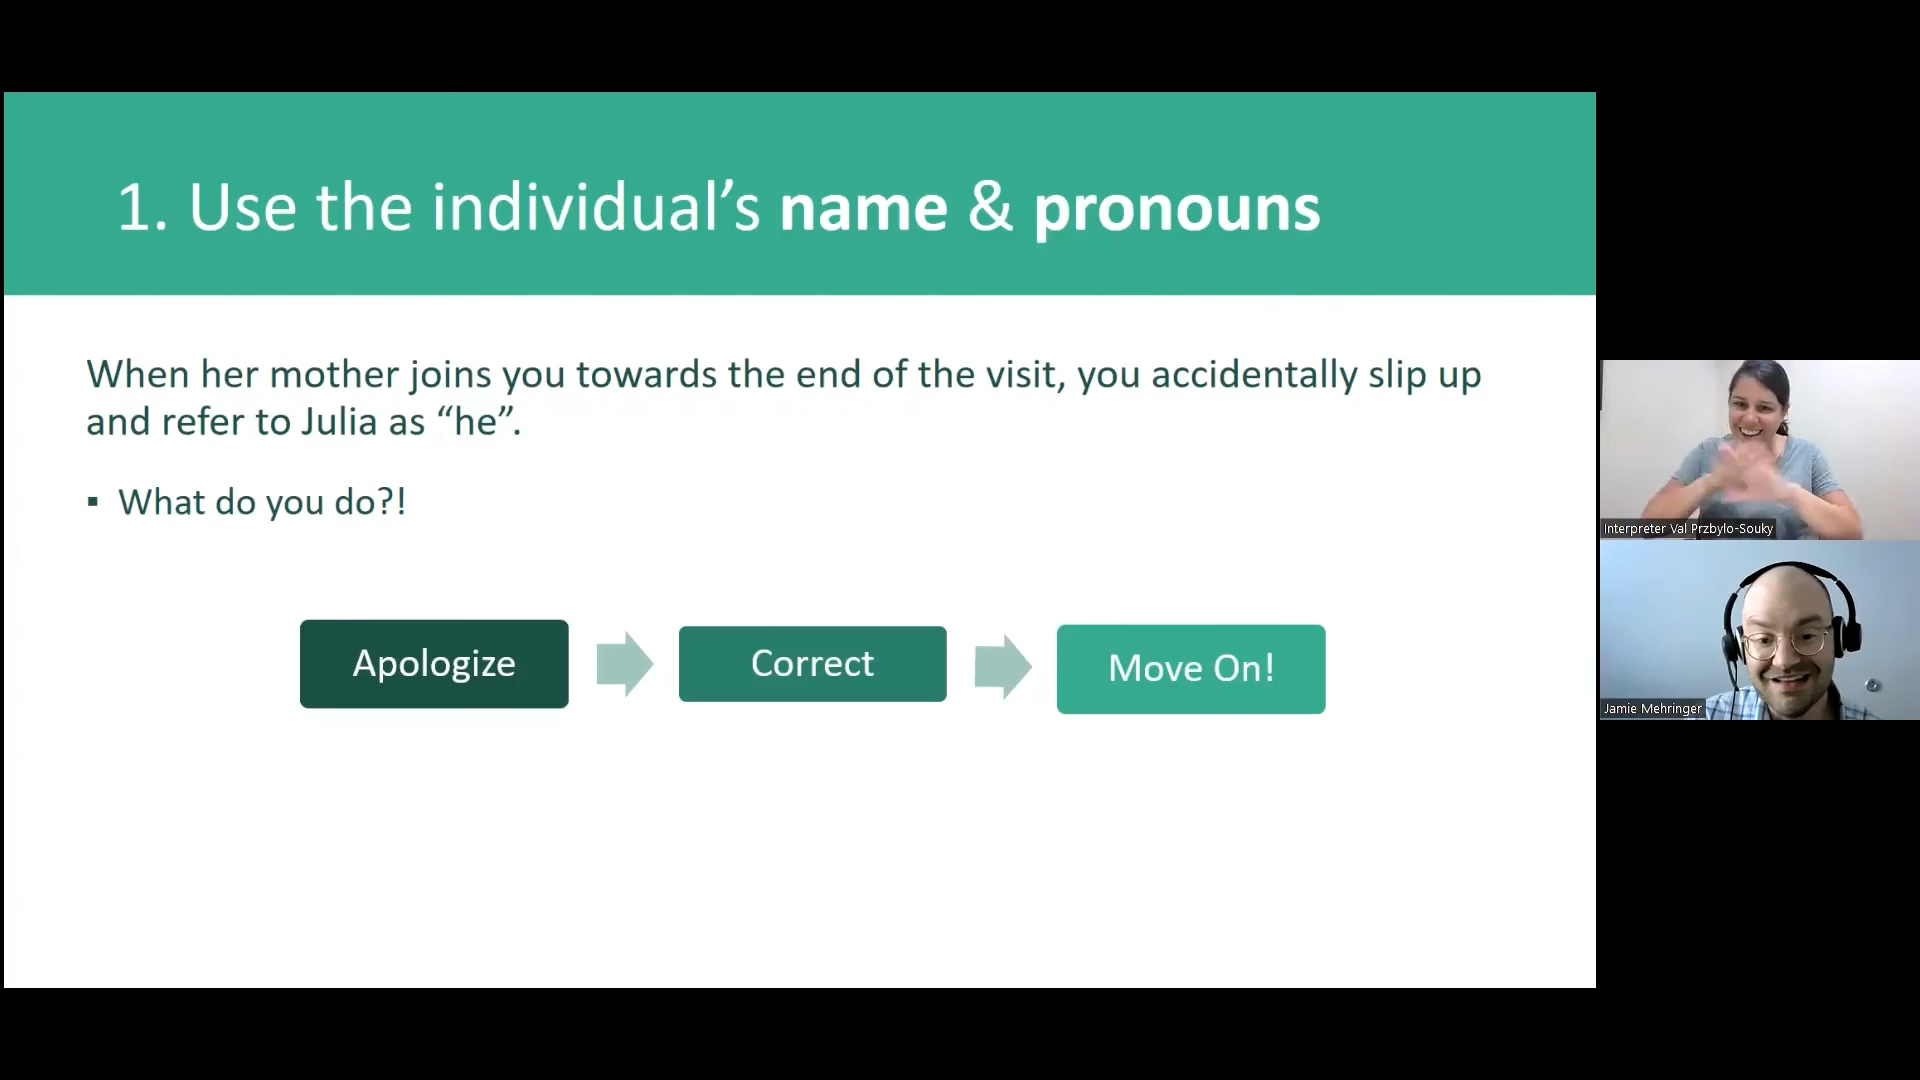 1. Use the individual’s name & pronouns
When her mother joins you towards the end of the visit, you accidentally slip up
and refer to Julia as “he”.
▪ What do you do?!
Apologize
Correct
Move On!
Interpreter Val Przbylo-Souky
Jamie Mehringer